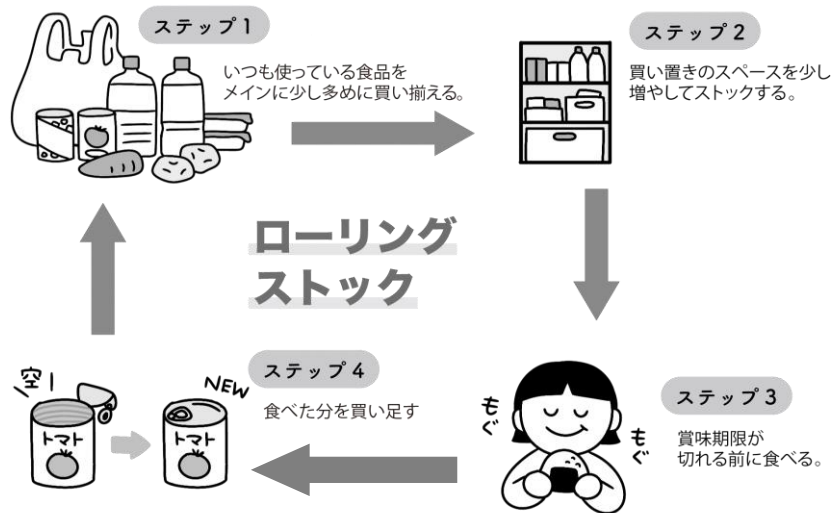 ステップ1
いつも使っている食品を
メインに少し多めに買い揃える。
ステップ2
買い置きのスペースを少し
増やしてストックする。
ローリング
ストック
ステップ3
賞味期限が
切れる前に食べる。
もぐ
もぐ
ステップ4
食べた分を買い足す
空!
トマト
NEW
トマト